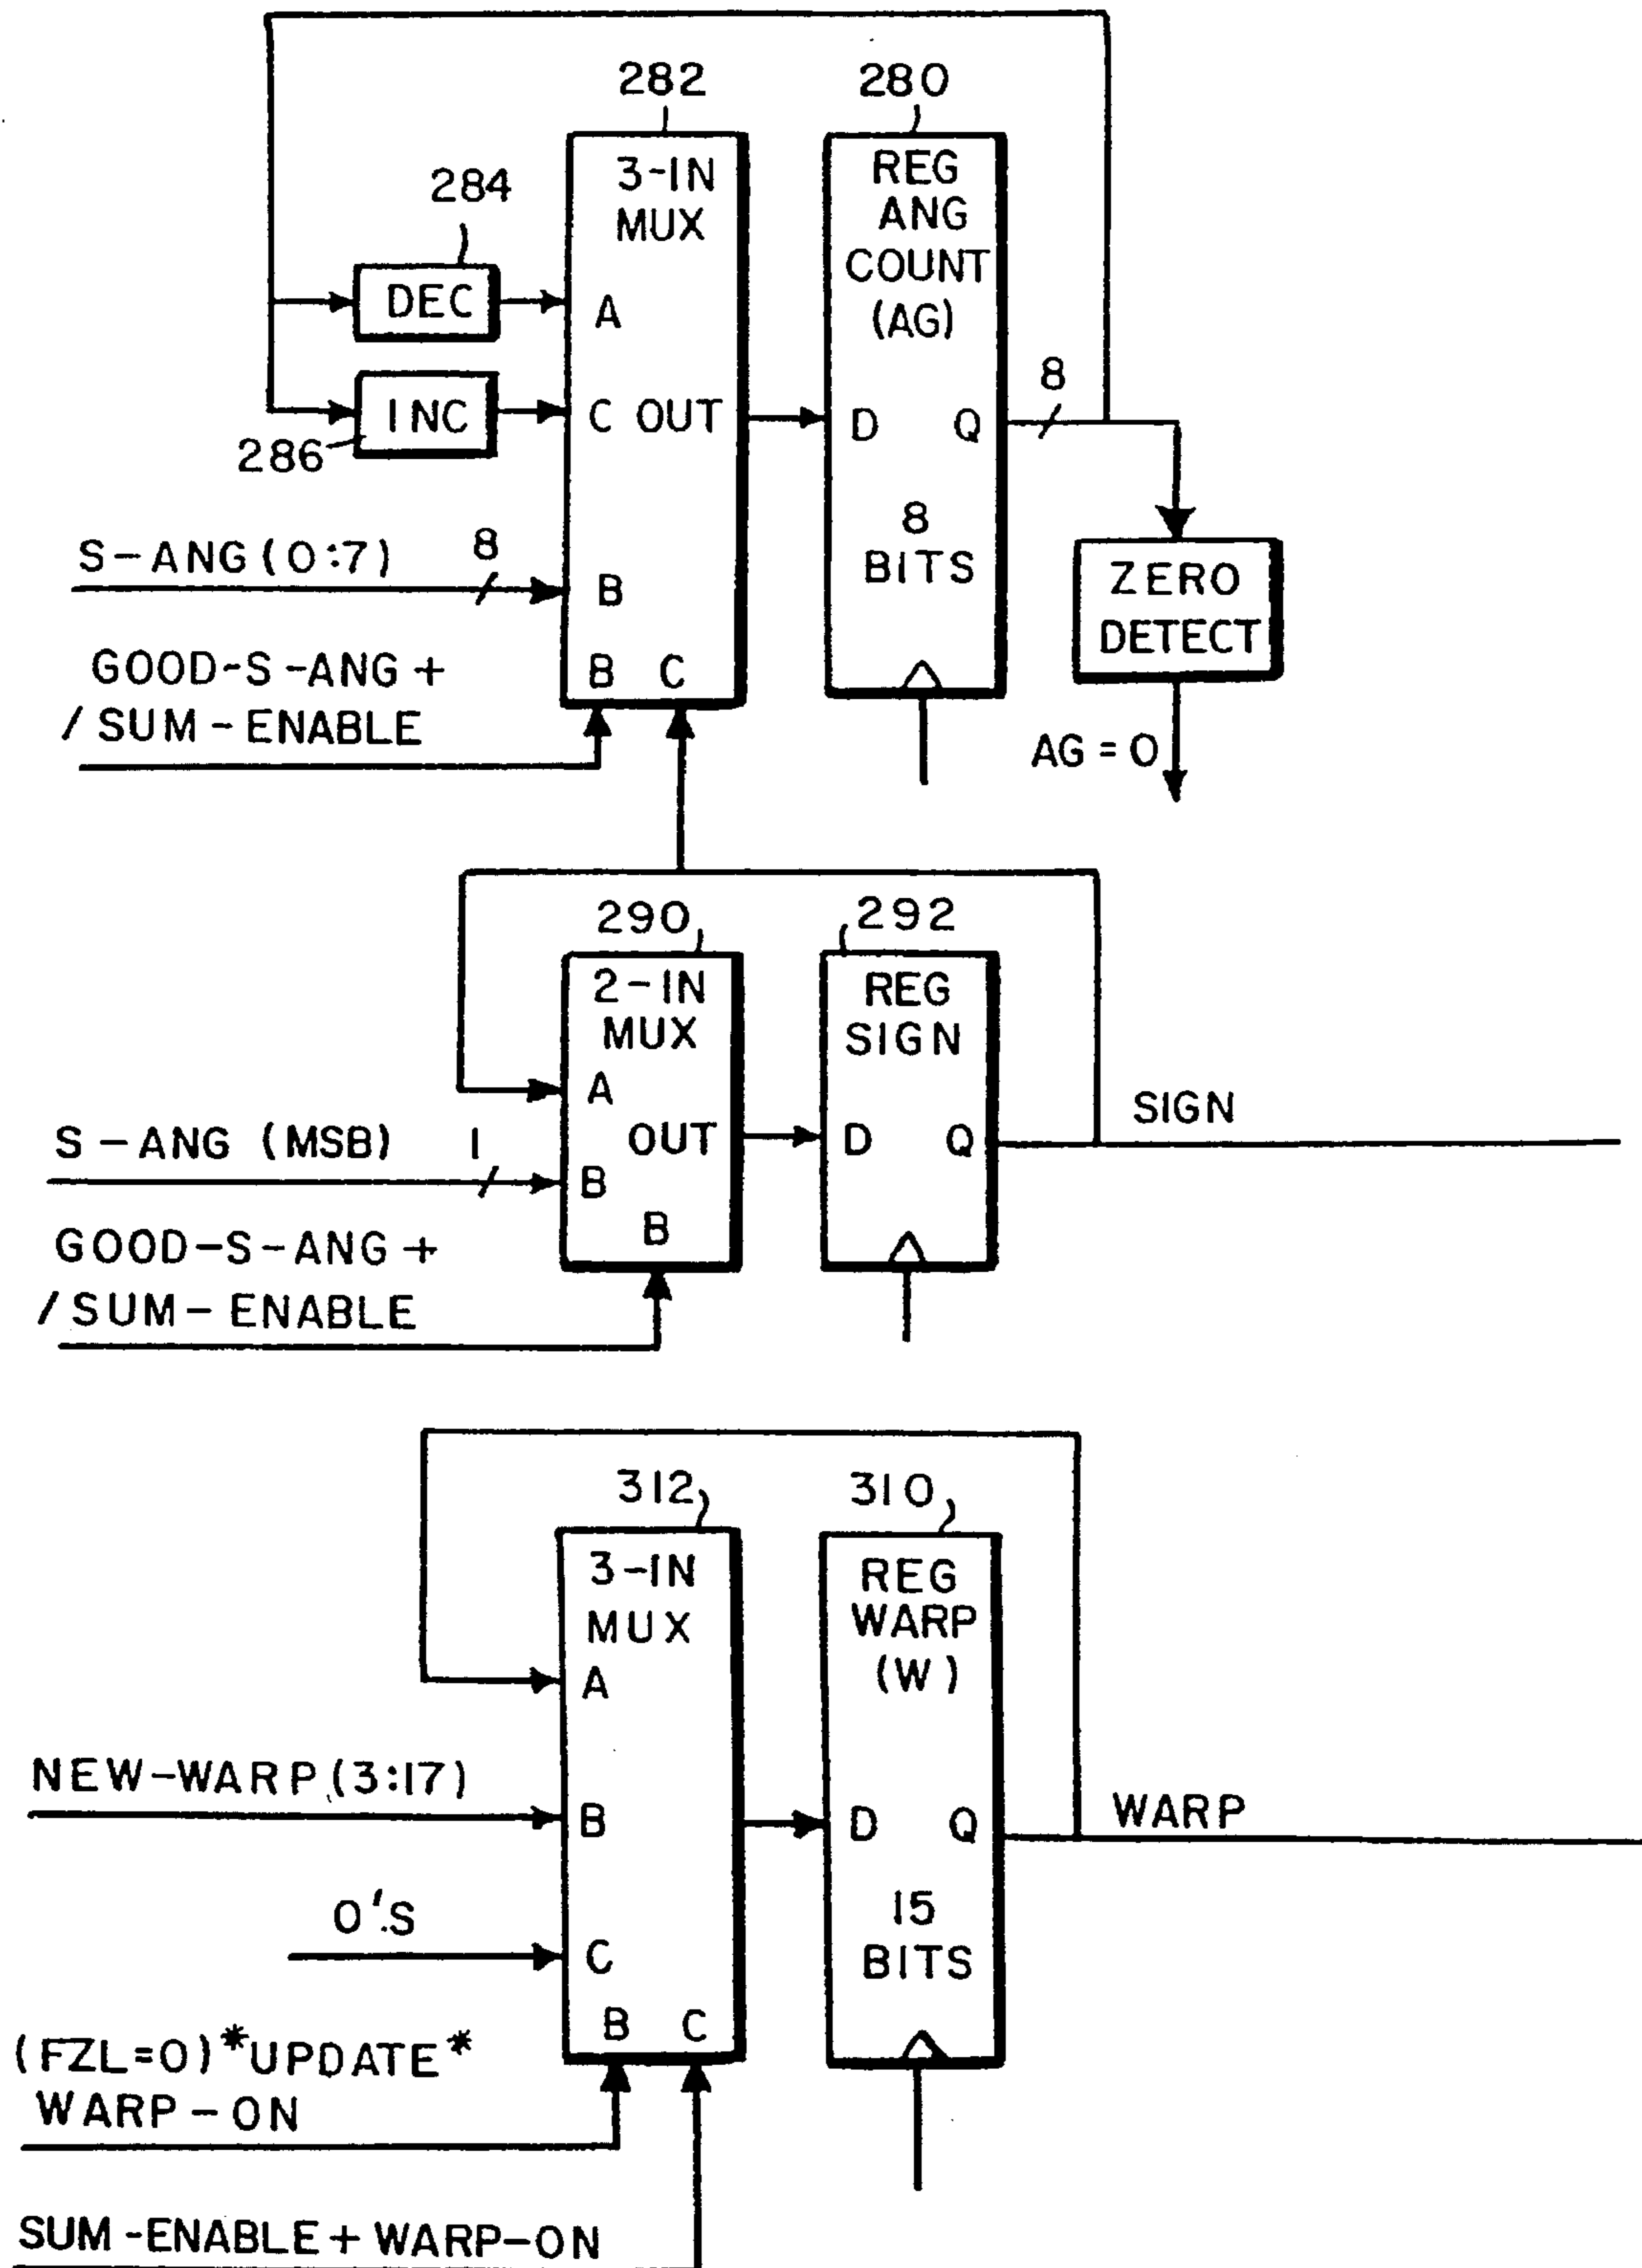 282
280
3-IN
MUX
REG
ANG
COUNT
(AG)
284
DEC
A
INC
C OUT
286
D Q
8
8
BITS
S-ANG(0:7)
8
B
ZERO
DETECT
GOOD-S-ANG+
/SUM-ENABLE
B C
AG=0
290
292
2-IN
MUX
REG
SIGN
A
OUT
D Q
SIGN
S-ANG (MSB)
1
B
B
GOOD-S-ANG+
/SUM-ENABLE
312
310
3-IN
MUX
REG
WARP
(W)
A
NEW-WARP(3:17)
B
D Q
WARP
15
BITS
0'S
C
B C
(FZL=0)*UPDATE*
WARP-ON
SUM-ENABLE+WARP-ON